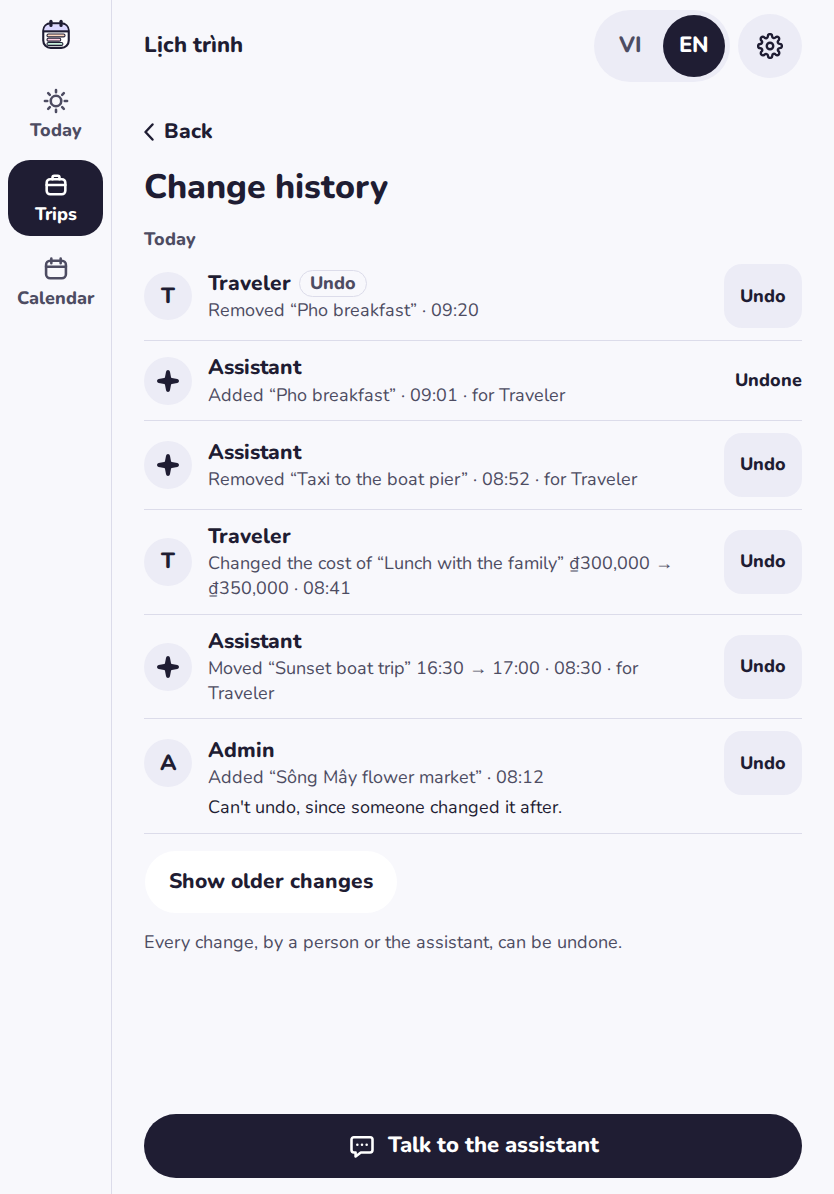 Lịch trình
VI
EN
Today
Trips
Calendar
Back
Change history
Today
T
Traveler Undo
Removed “Pho breakfast” · 09:20
Undo
Assistant
Added “Pho breakfast” · 09:01 · for Traveler
Undone
Assistant
Removed “Taxi to the boat pier” · 08:52 · for Traveler
Undo
T
Traveler
Changed the cost of “Lunch with the family” ₫300,000 →
₫350,000 · 08:41
Undo
Assistant
Moved “Sunset boat trip” 16:30 → 17:00 · 08:30 · for
Traveler
Undo
A
Admin
Added “Sông Mây flower market” · 08:12
Can't undo, since someone changed it after.
Undo
Show older changes
Every change, by a person or the assistant, can be undone.
Talk to the assistant